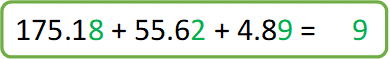 175.18 + 55.62 + 4.89 = 9